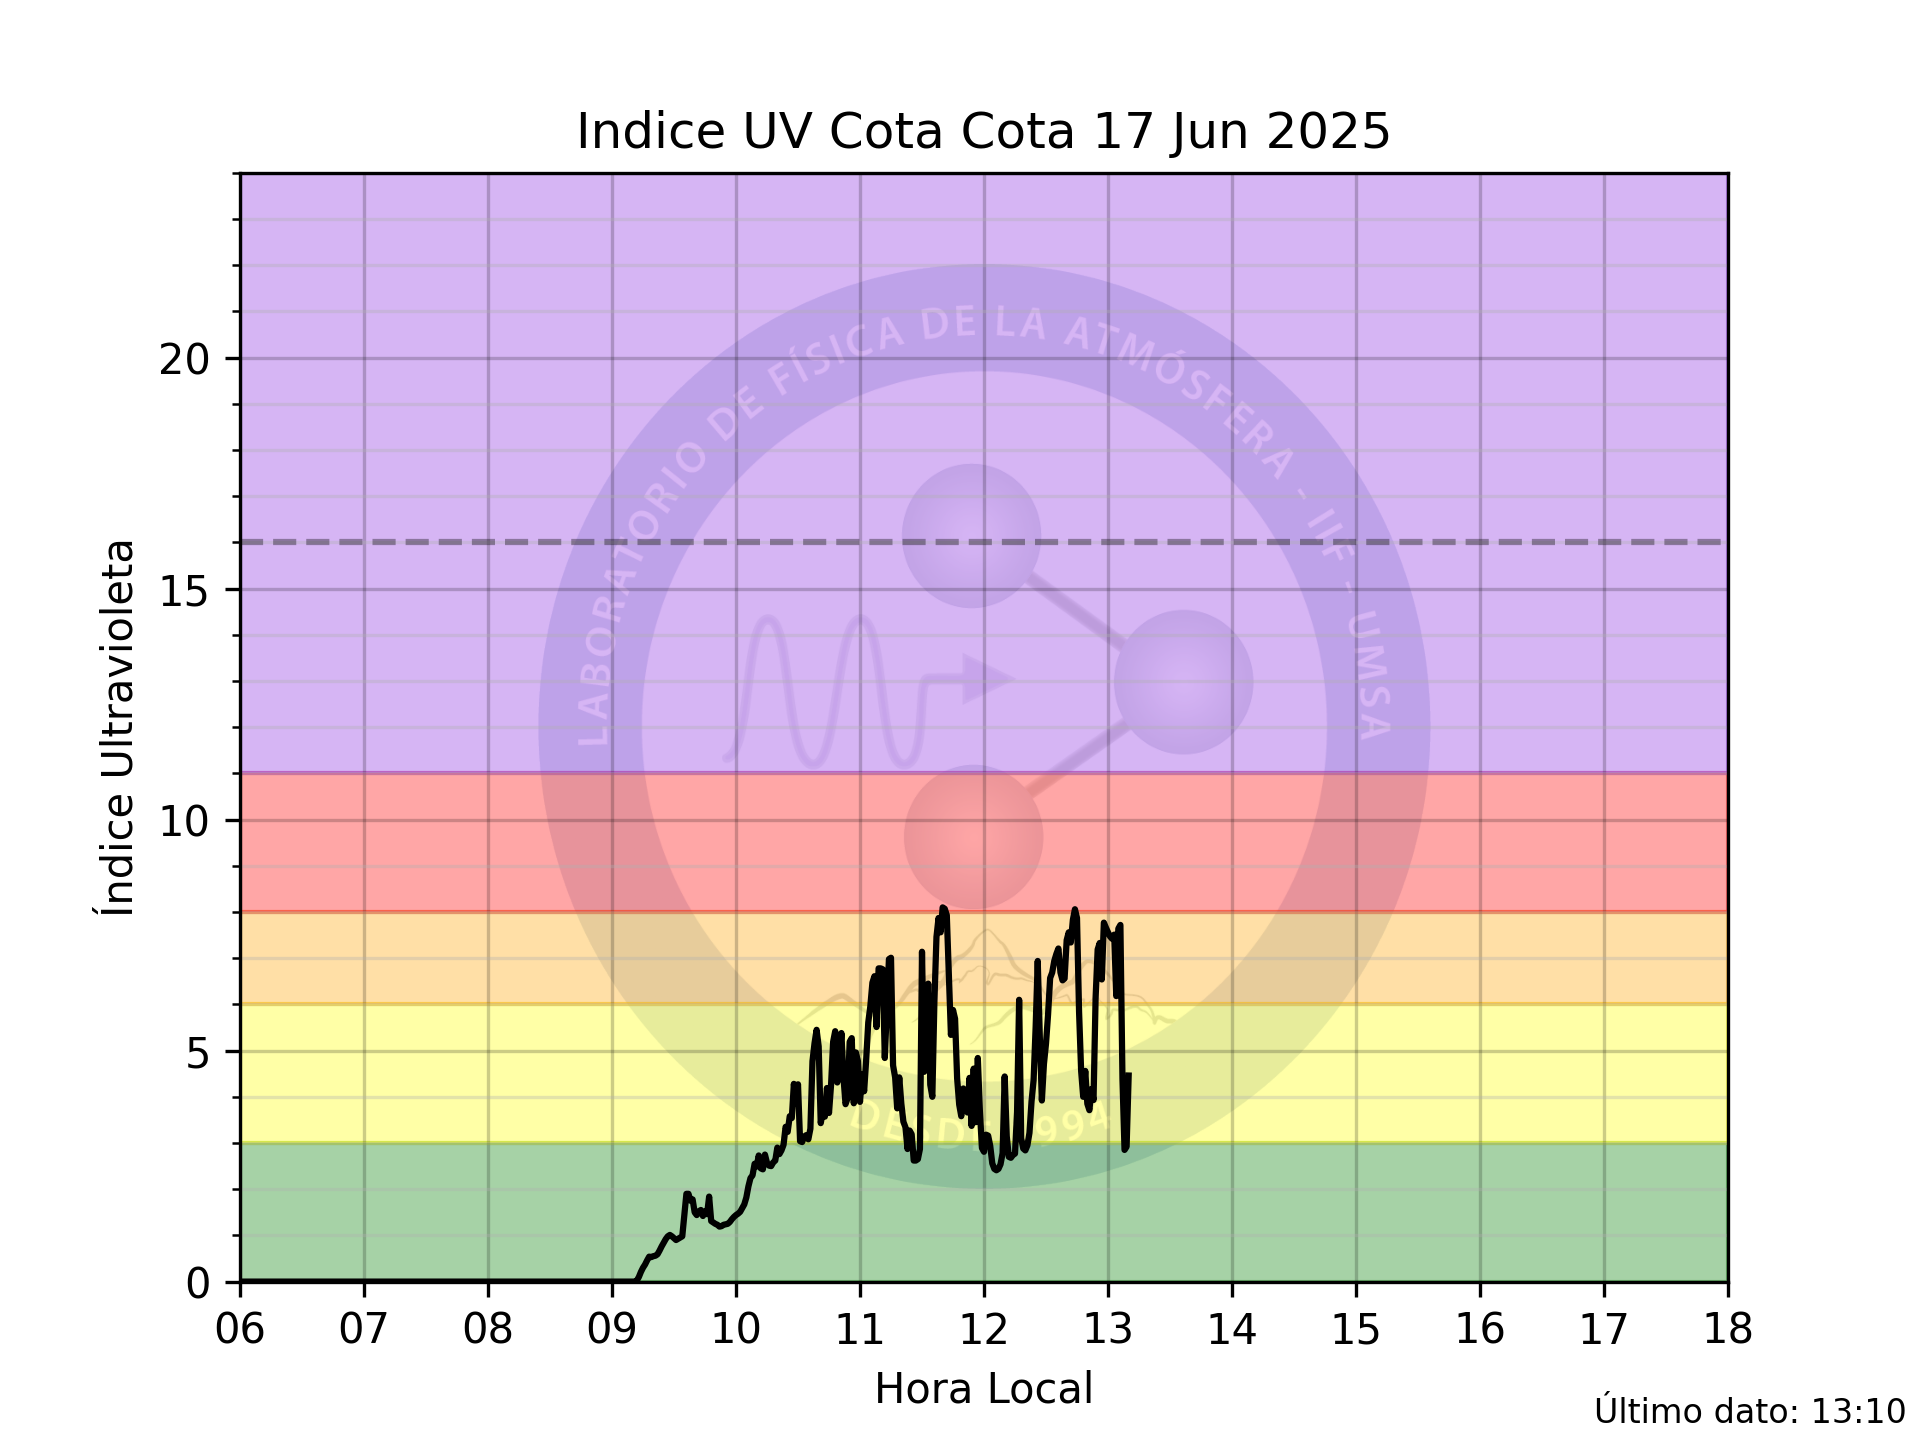 Indice UV Cota Cota 17 Jun 2025
LABORATORIO DE FÍSICA DE LA ATMÓSFERA - IIF - UMSA
20
15
10
5
0
Índice Ultravioleta
DESDE 1994
06 07 08 09 10 11 12 13 14 15 16 17 18
Hora Local
Último dato: 13:10